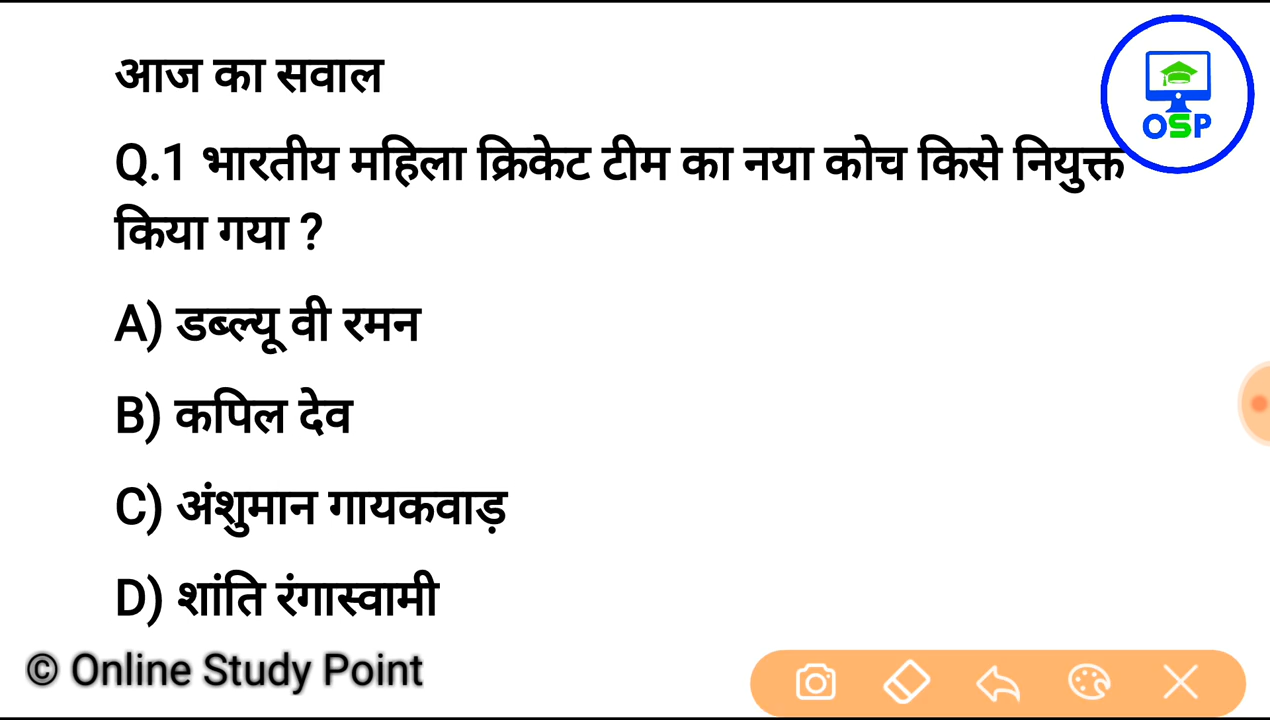 आज का सवाल
OSP
Q.1 भारतीय महिला क्रिकेट टीम का नया कोच किसे नियुक्त
किया गया ?
A) डब्ल्यू वी रमन
B) कपिल देव
C) अंशुमान गायकवाड़
D) शांति रंगास्वामी
© Online Study Point